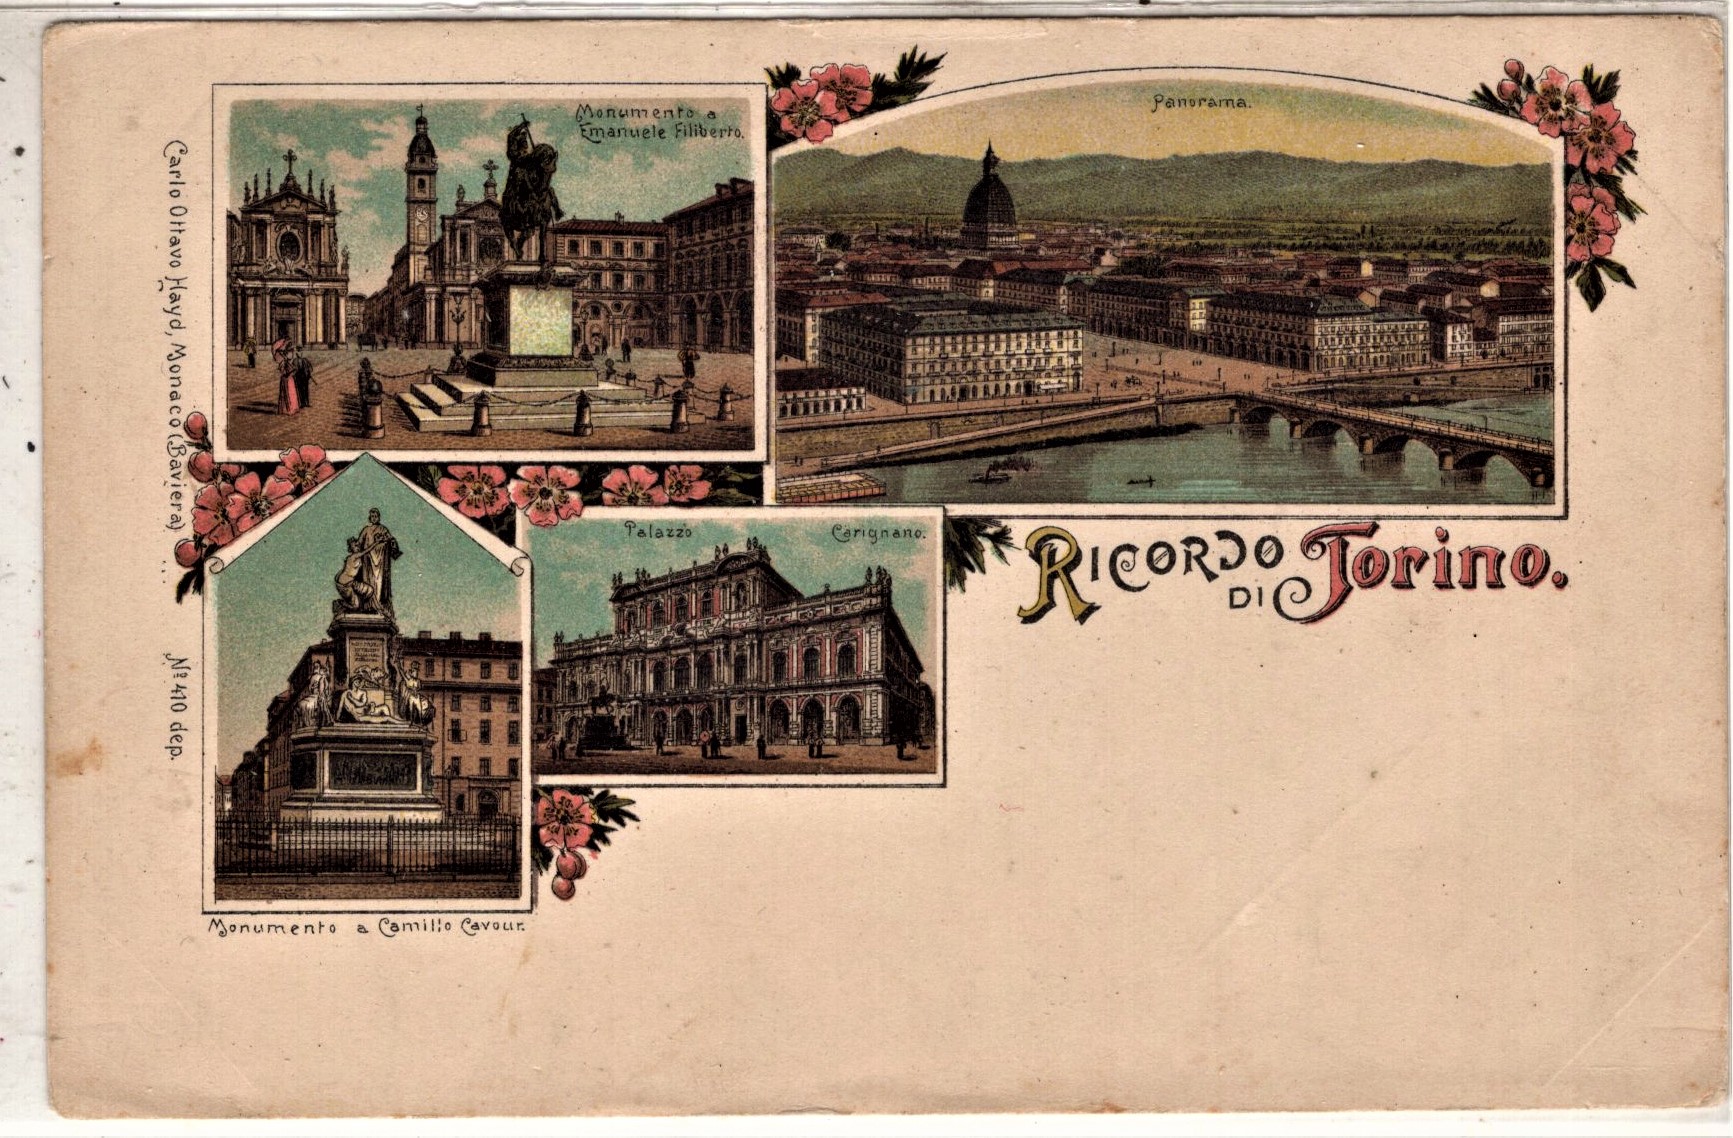 Monumento a
Emanuele Filiberto.
Panorama.
Carlo Ottavo Hayd, Monaco (Baviera) ....
Nº 410 dep.
Palazzo Carignano.
RICORDO
DI Torino.
Monumento a Camillo Cavour.